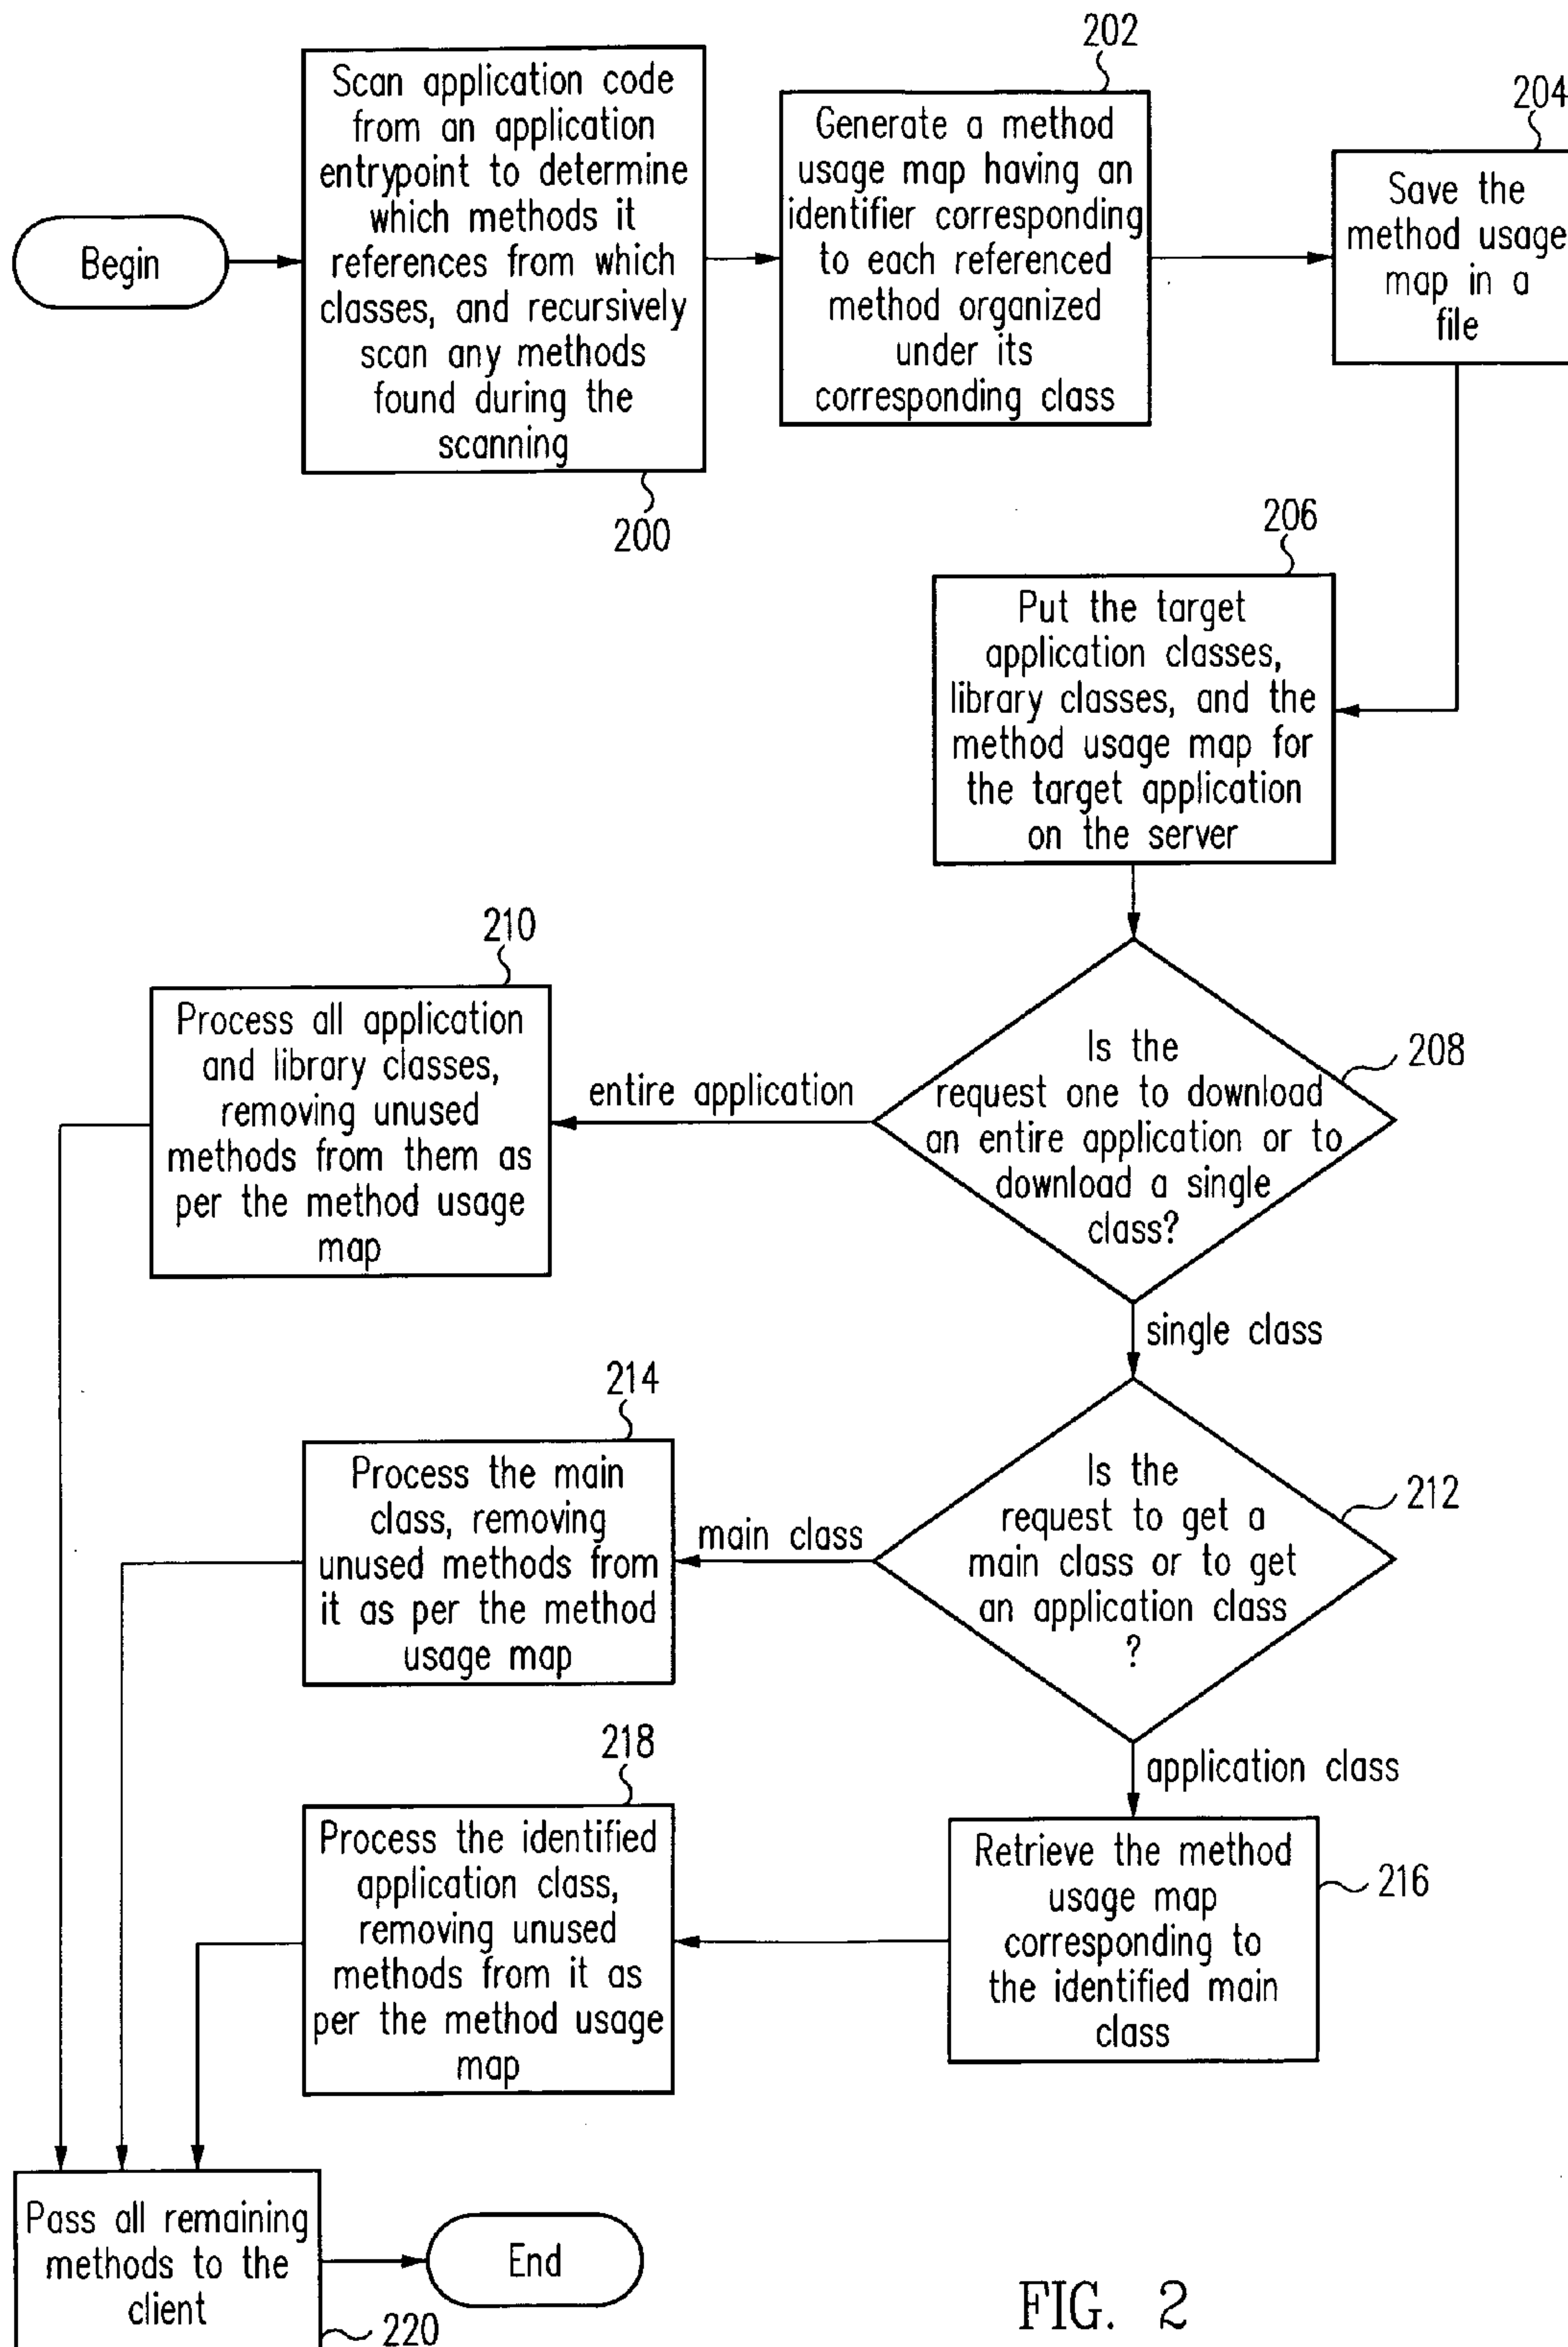 202
204
Scan application code
from an application
entrypoint to determine
which methods it
references from which
classes, and recursively
scan any methods
found during the
scanning
Generate a method
usage map having an
identifier corresponding
to each referenced
method organized
under its
corresponding class
Save the
method usage
map in a
file
Begin
200
206
Put the target
application classes,
library classes, and the
method usage map for
the target application
on the server
210
Process all application
and library classes,
removing unused
methods from them as
per the method usage
map
entire application
Is the
request one to download
an entire application or to
download a single
class?
208
single class
214
Process the main
class, removing
unused methods from
it as per the method
usage map
main class
Is the
request to get a
main class or to get
an application class
?
212
application class
218
Process the identified
application class,
removing unused
methods from it as
per the method usage
map
Retrieve the method
usage map
corresponding to
the identified main
class
216
Pass all remaining
methods to the
client
220
End
FIG. 2